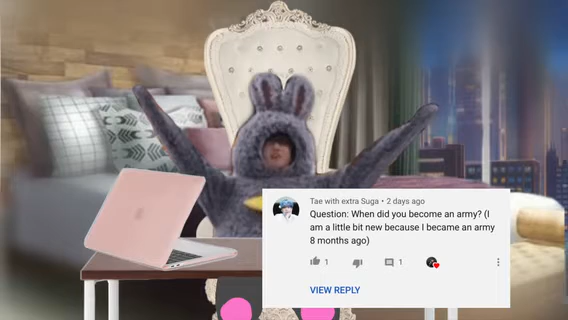 Tae with extra Suga • 2 days ago
Question: When did you become an army? (I
am a little bit new because I became an army
8 months ago)
1
1
VIEW REPLY